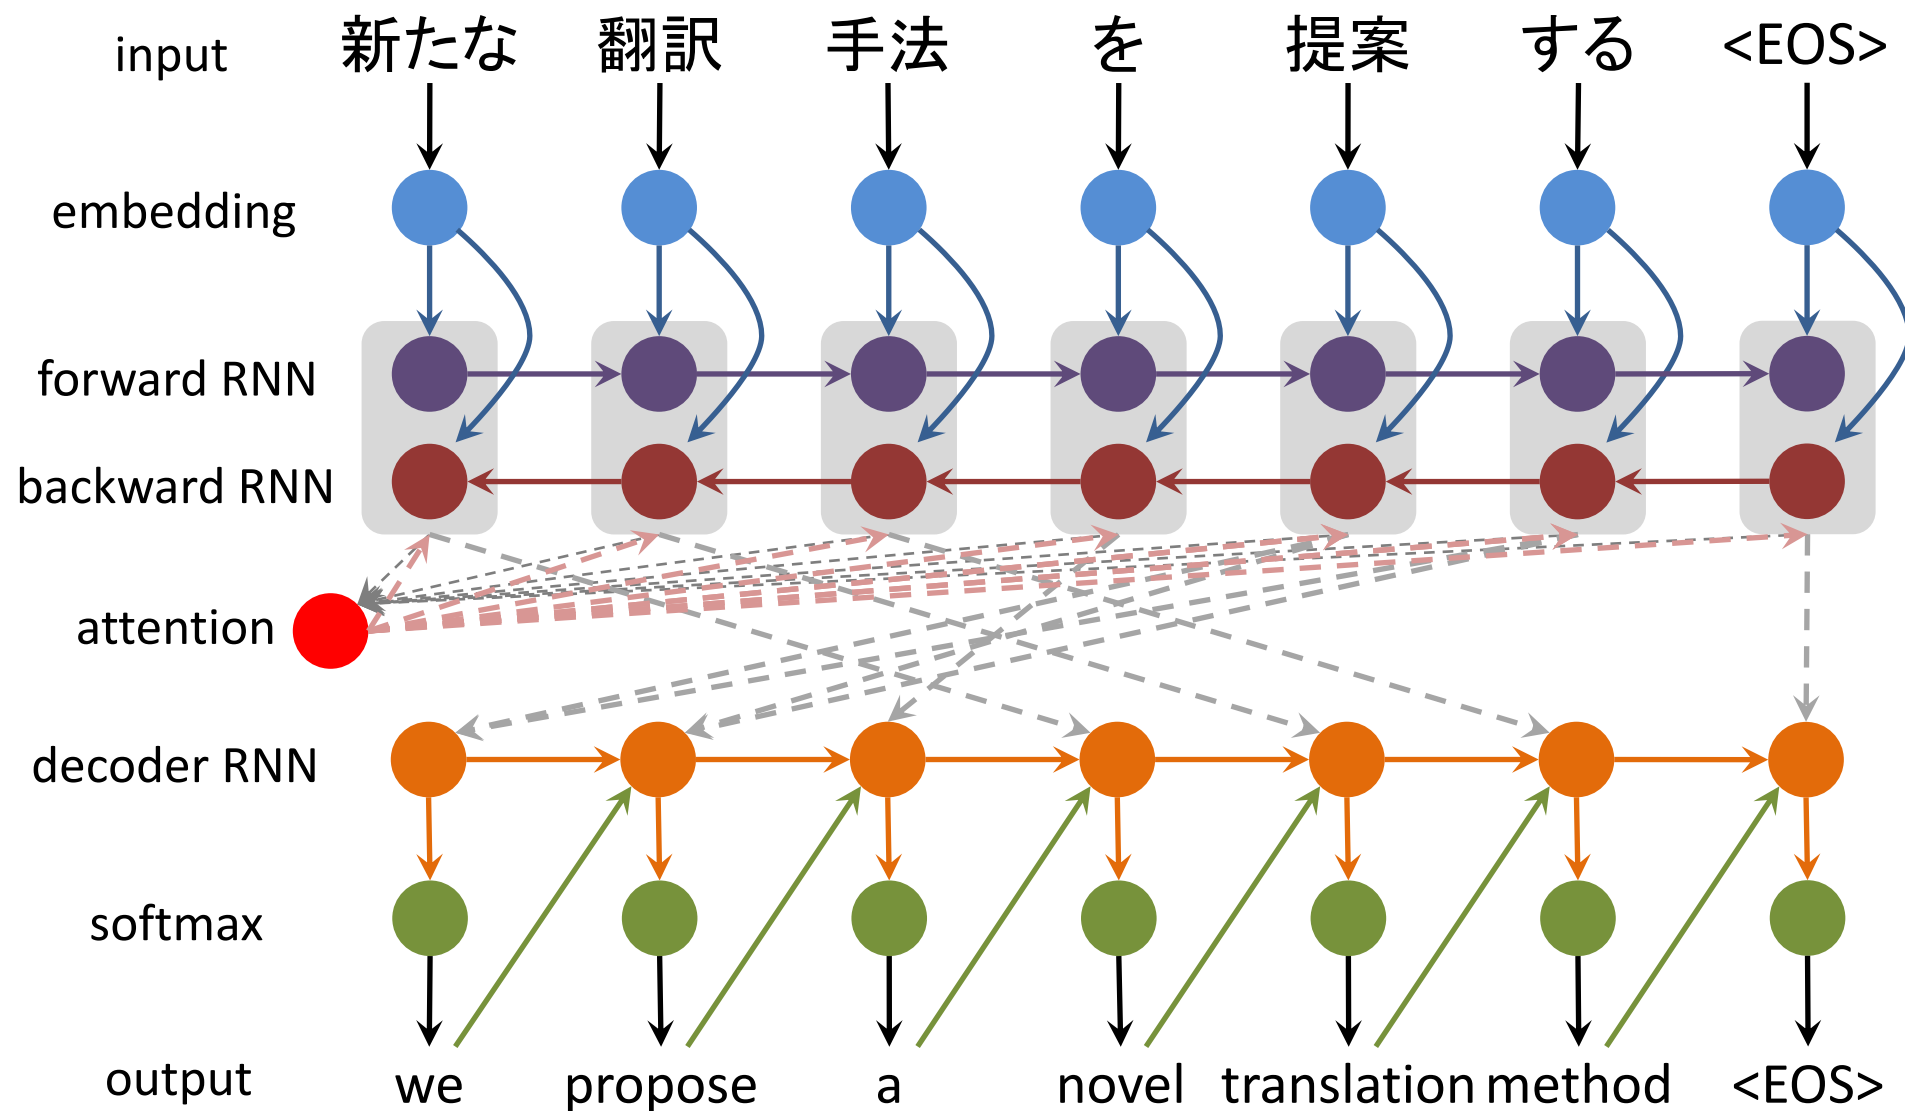 input 新たな 翻訳 手法 を 提案 する <EOS>
embedding
forward RNN
backward RNN
attention
decoder RNN
softmax
output we propose a novel translation method <EOS>